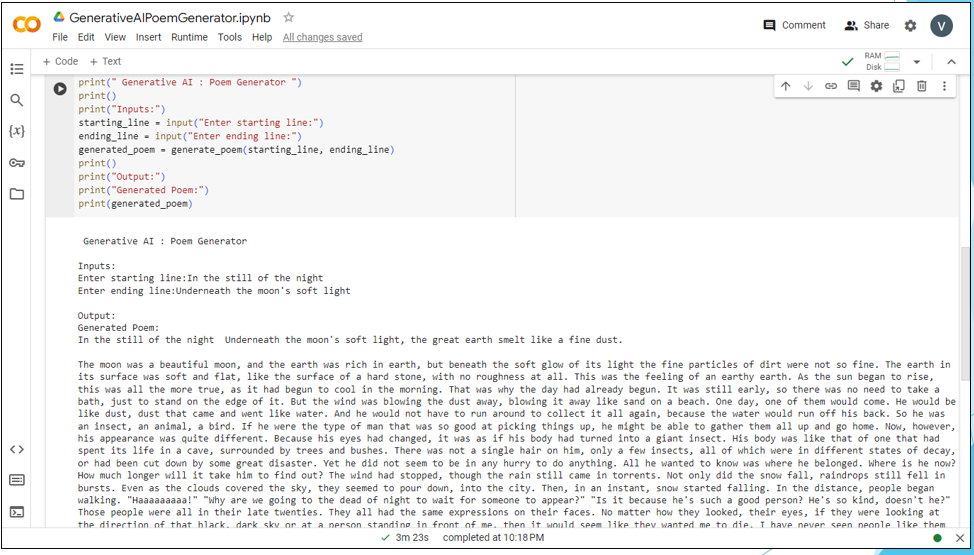 GenerativeAIPoemGenerator.ipynb
Comment Share V
File Edit View Insert Runtime Tools Help All changes saved
+ Code + Text
RAM
Disk
print(" Generative AI : Poem Generator ")
print()
print("Inputs:")
starting_line = input("Enter starting line:")
ending_line = input("Enter ending line:")
generated_poem = generate_poem(starting_line, ending_line)
print()
print("Output:")
print("Generated Poem:")
print(generated_poem)
Generative AI : Poem Generator
Inputs:
Enter starting line:In the still of the night
Enter ending line:Underneath the moon's soft light
Output:
Generated Poem:
In the still of the night  Underneath the moon's soft light, the great earth smelt like a fine dust.
The moon was a beautiful moon, and the earth was rich in earth, but beneath the soft glow of its light the fine particles of dirt were not so fine. The earth in
its surface was soft and flat, like the surface of a hard stone, with no roughness at all. This was the feeling of an earthy earth. As the sun began to rise,
this was all the more true, as it had begun to cool in the morning. That was why the day had already begun. It was still early, so there was no need to take a
bath, just to stand on the edge of it. But the wind was blowing the dust away, blowing it away like sand on a beach. One day, one of them would come. He would be
like dust, dust that came and went like water. And he would not have to run around to collect it all again, because the water would run off his back. So he was
an insect, an animal, a bird. If he were the type of man that was so good at picking things up, he might be able to gather them all up and go home. Now, however,
his appearance was quite different. Because his eyes had changed, it was as if his body had turned into a giant insect. His body was like that of one that had
spent its life in a cave, surrounded by trees and bushes. There was not a single hair on him, only a few insects, all of which were in different states of decay,
or had been cut down by some great disaster. Yet he did not seem to be in any hurry to do anything. All he wanted to know was where he belonged. Where is he now?
How much longer will it take him to find out? The wind had stopped, though the rain still came in torrents. Not only did the snow fall, raindrops still fell in
bursts. Even as the clouds covered the sky, they seemed to pour down, into the city. Then, in an instant, snow started falling. In the distance, people began
walking. "Haaaaaaaaa!" "Why are we going to the dead of night to wait for someone to appear?" "Is it because he's such a good person? He's so kind, doesn't he?"
Those people were all in their late twenties. They all had the same expressions on their faces. No matter how they looked, their eyes, if they were looking at
the direction of that black, dark sky or at a person standing in front of me, then it would seem like they wanted me to die. I have never seen people like them
3m 23s completed at 10:18 PM